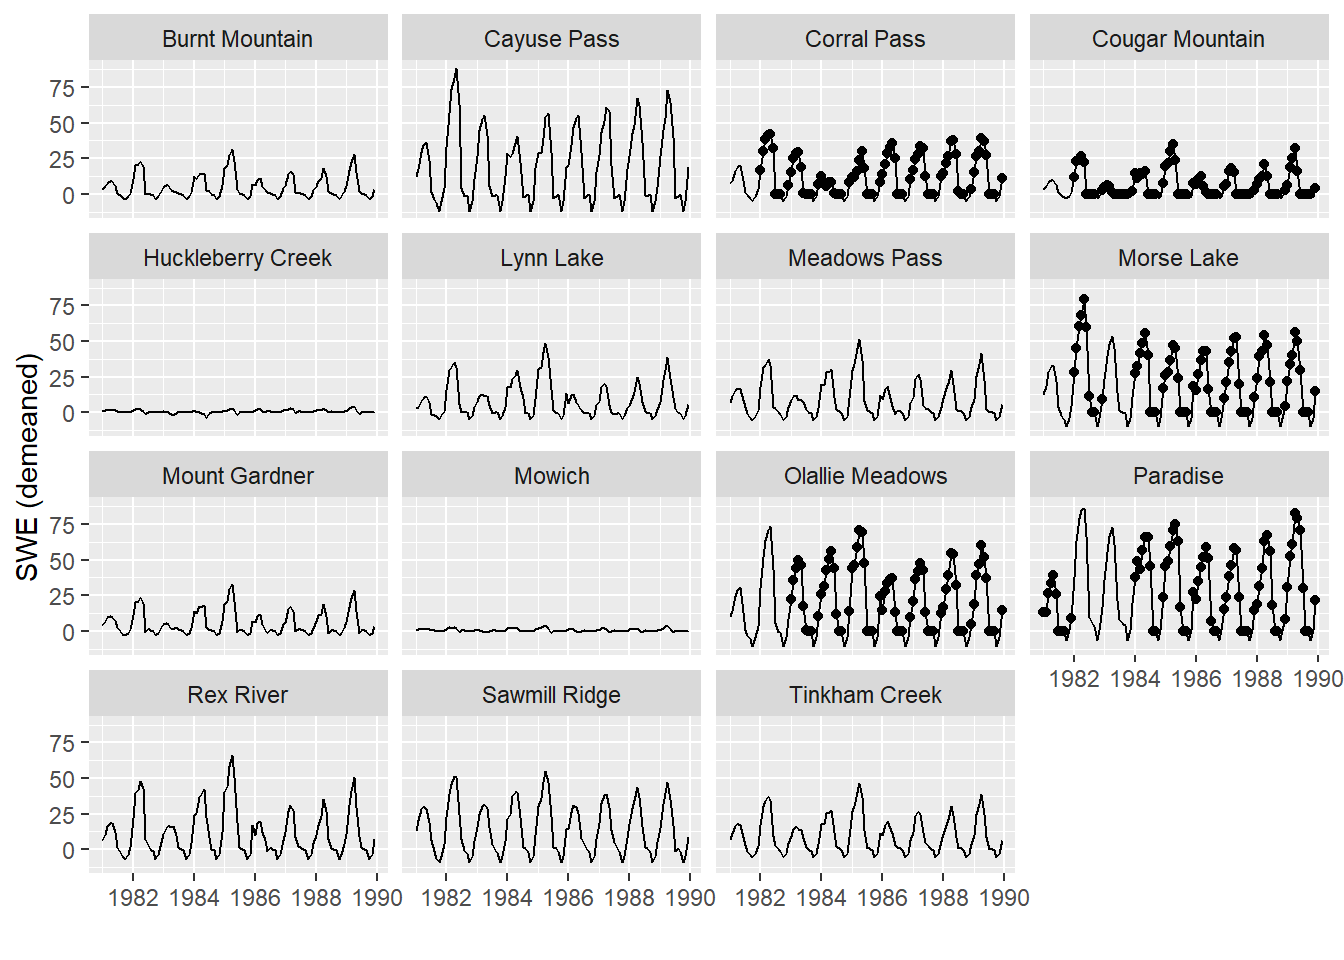 Burnt Mountain Cayuse Pass Corral Pass Cougar Mountain
75
50
25
0
Huckleberry Creek Lynn Lake Meadows Pass Morse Lake
75
50
25
0
SWE (demeaned)
Mount Gardner Mowich Olallie Meadows Paradise
75
50
25
0
1982 1984 1986 1988 1990
Rex River Sawmill Ridge Tinkham Creek
75
50
25
0
1982 1984 1986 1988 1990 1982 1984 1986 1988 1990 1982 1984 1986 1988 1990